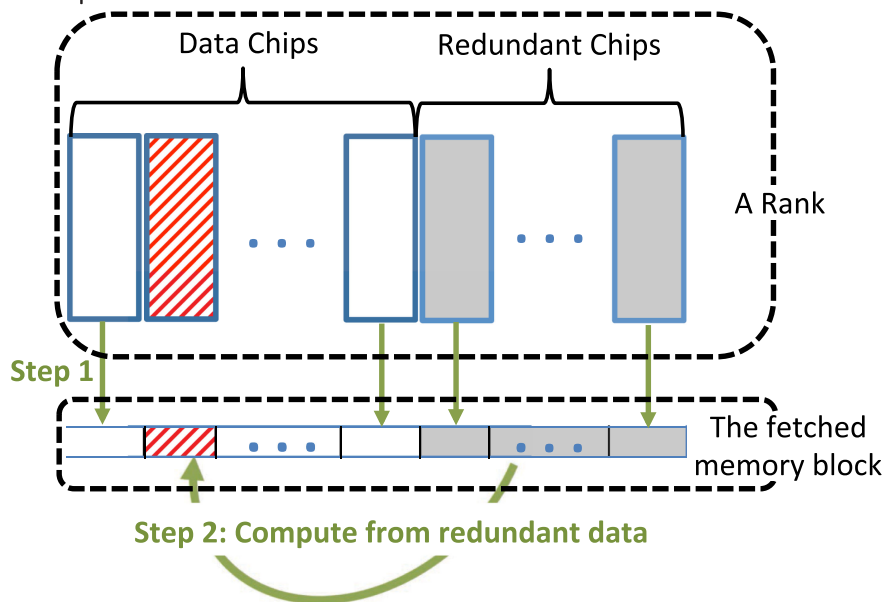 Data Chips
Redundant Chips
A Rank
Step 1
The fetched
memory block
Step 2: Compute from redundant data